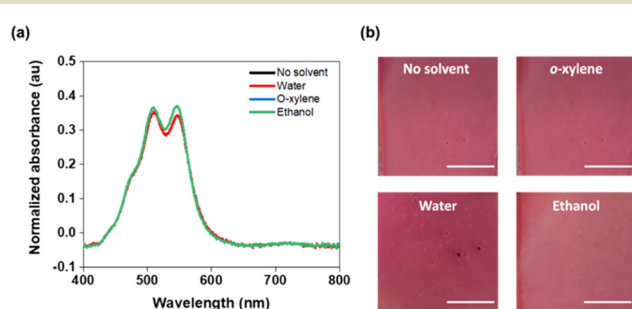 (a)
Normalized absorbance (au)
0.5
0.4
0.3
0.2
0.1
0.0
-0.1
400
500
600
700
800
Wavelength (nm)
No solvent
Water
O-xylene
Ethanol
(b)
No solvent
o-xylene
Water
Ethanol